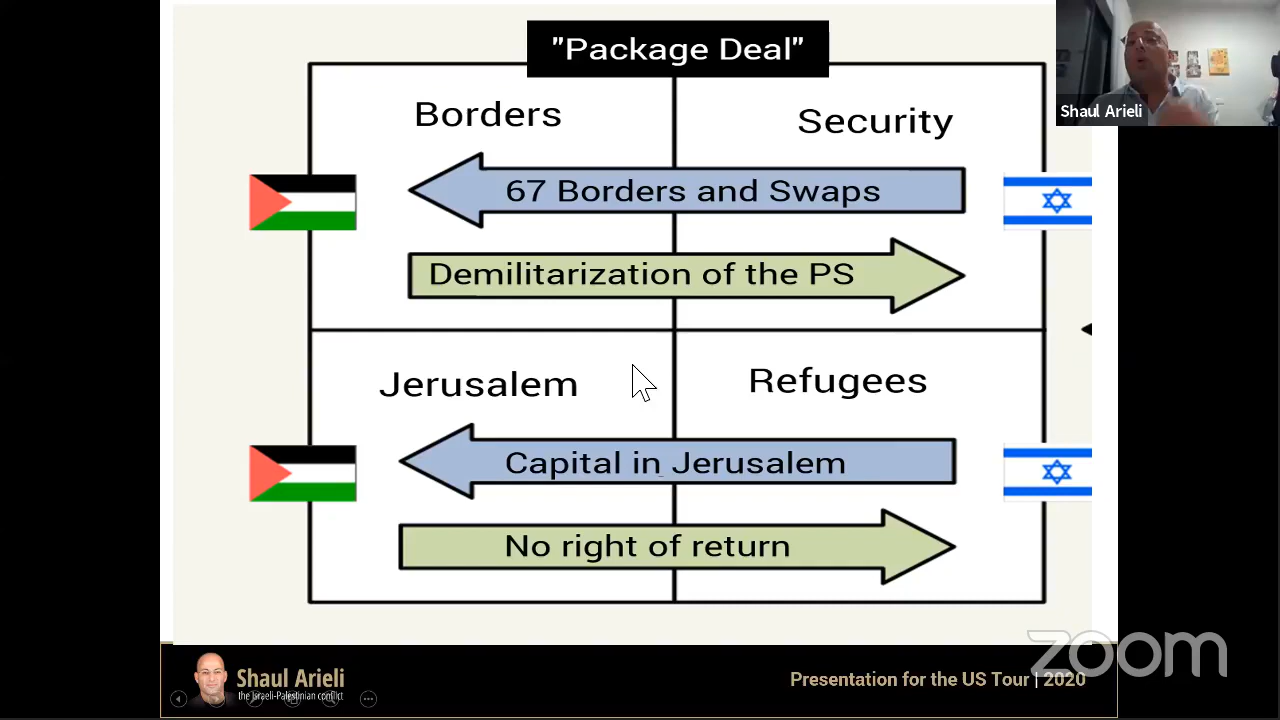 "Package Deal"
Borders
Security
Shaul Arieli
67 Borders and Swaps
Demilitarization of the PS
Jerusalem
Refugees
Capital in Jerusalem
No right of return
Shaul Arieli
the Israeli-Palestinian conflict
Presentation for the US Tour | 2020
zoom